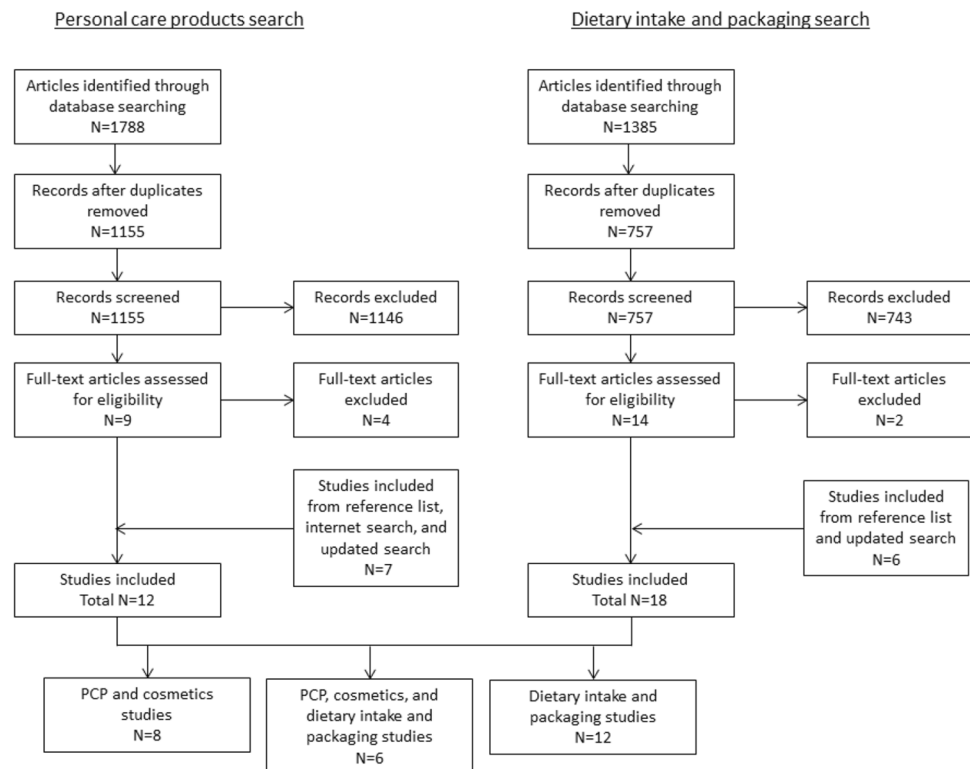 Personal care products search
Dietary intake and packaging search
Articles identified through
database searching
N=1788
Records after duplicates
removed
N=1155
Records screened
N=1155
Records excluded
N=1146
Full-text articles assessed
for eligibility
N=9
Full-text articles
excluded
N=4
Studies included
from reference list,
internet search, and
updated search
N=7
Studies included
Total N=12
Articles identified through
database searching
N=1385
Records after duplicates
removed
N=757
Records screened
N=757
Records excluded
N=743
Full-text articles assessed
for eligibility
N=14
Full-text articles
excluded
N=2
Studies included
from reference list
and updated search
N=6
Studies included
Total N=18
PCP and cosmetics
studies
N=8
PCP, cosmetics, and
dietary intake and
packaging studies
N=6
Dietary intake and
packaging studies
N=12